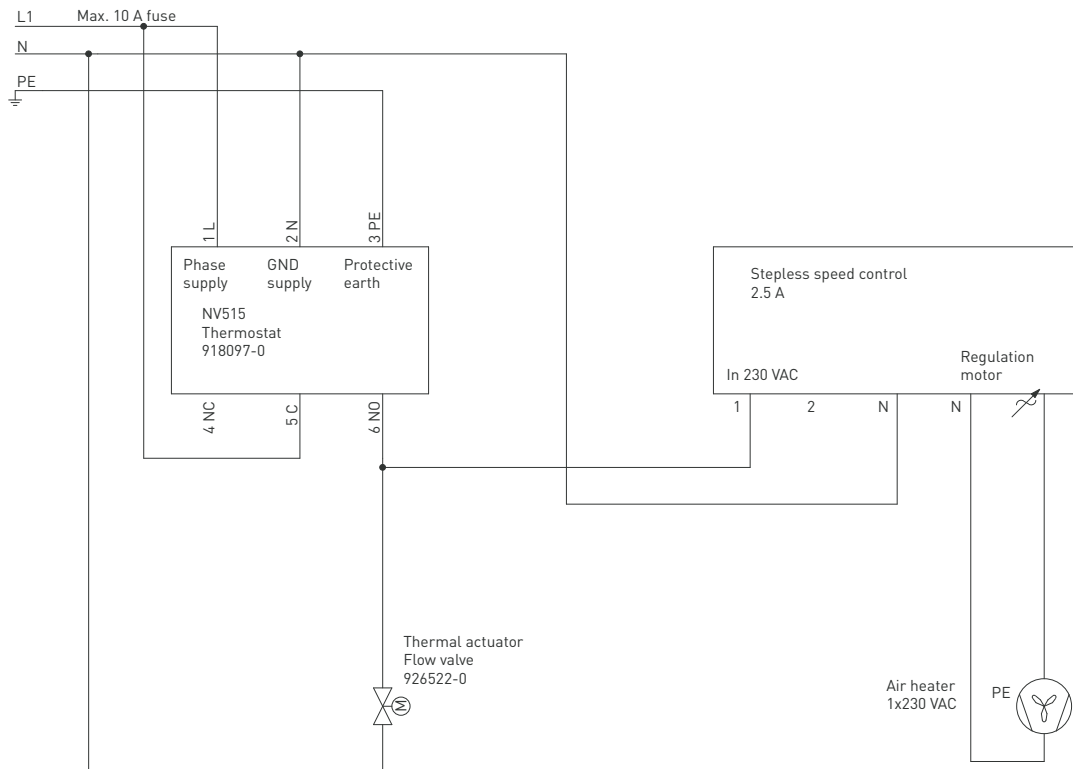 L1
Max. 10 A fuse
N
PE
1 L
2 N
3 PE
Phase
supply
GND
supply
Protective
earth
NV515
Thermostat
918097-0
4 NC
5 C
6 NO
Stepless speed control
2.5 A
In 230 VAC
Regulation
motor
1
2
N
N
Thermal actuator
Flow valve
926522-0
M
Air heater
1x230 VAC
PE